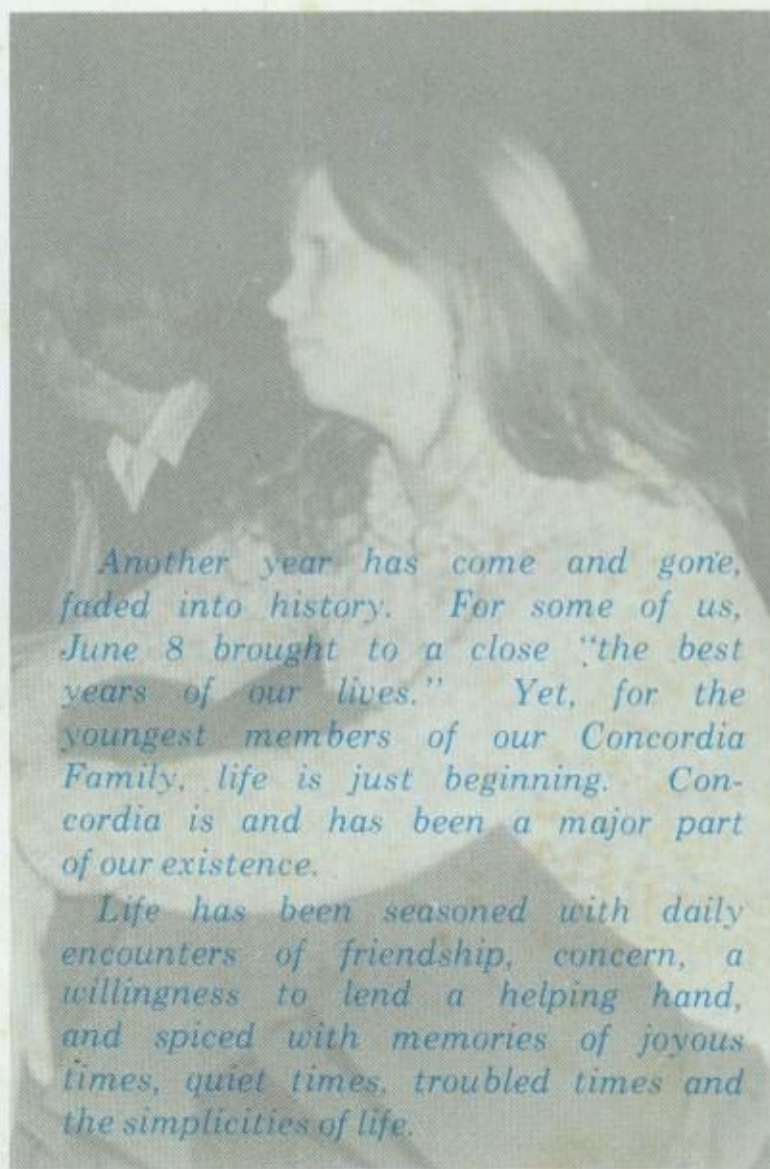 Another year has come and gone,
faded into history. For some of us,
June 8 brought to a close "the best
years of our lives." Yet, for the
youngest members of our Concordia
Family, life is just beginning. Con-
cordia is and has been a major part
of our existence.
Life has been seasoned with daily
encounters of friendship, concern, a
willingness to lend a helping hand,
and spiced with memories of joyous
times, quiet times, troubled times and
the simplicities of life.